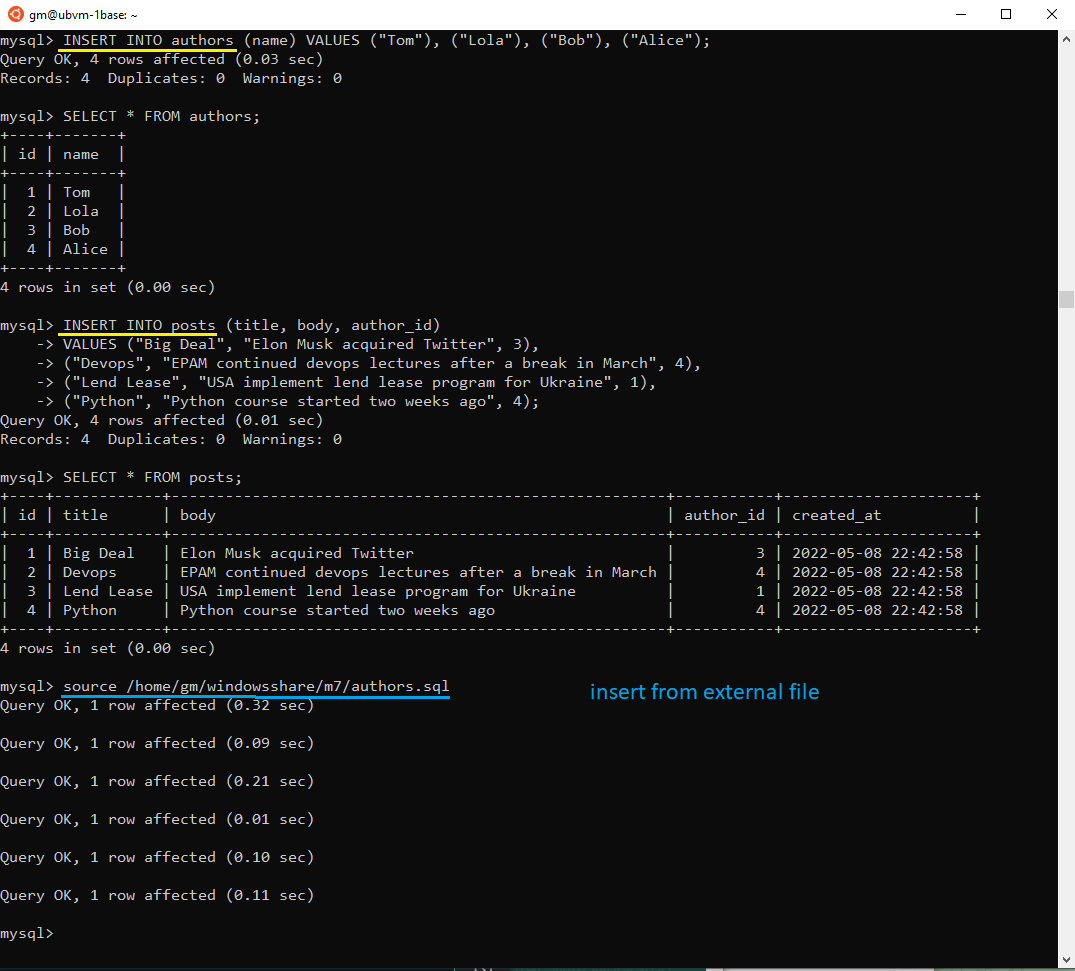 gm@ubvm-1base: ~
mysql> INSERT INTO authors (name) VALUES ("Tom"), ("Lola"), ("Bob"), ("Alice");
Query OK, 4 rows affected (0.03 sec)
Records: 4  Duplicates: 0  Warnings: 0

mysql> SELECT * FROM authors;
+----+-------+
| id | name  |
+----+-------+
|  1 | Tom   |
|  2 | Lola  |
|  3 | Bob   |
|  4 | Alice |
+----+-------+
4 rows in set (0.00 sec)

mysql> INSERT INTO posts (title, body, author_id)
    -> VALUES ("Big Deal", "Elon Musk acquired Twitter", 3),
    -> ("Devops", "EPAM continued devops lectures after a break in March", 4),
    -> ("Lend Lease", "USA implement lend lease program for Ukraine", 1),
    -> ("Python", "Python course started two weeks ago", 4);
Query OK, 4 rows affected (0.01 sec)
Records: 4  Duplicates: 0  Warnings: 0

mysql> SELECT * FROM posts;
+----+------------+-------------------------------------------------------+-----------+---------------------+
| id | title      | body                                                  | author_id | created_at          |
+----+------------+-------------------------------------------------------+-----------+---------------------+
|  1 | Big Deal   | Elon Musk acquired Twitter                            |         3 | 2022-05-08 22:42:58 |
|  2 | Devops     | EPAM continued devops lectures after a break in March |         4 | 2022-05-08 22:42:58 |
|  3 | Lend Lease | USA implement lend lease program for Ukraine          |         1 | 2022-05-08 22:42:58 |
|  4 | Python     | Python course started two weeks ago                   |         4 | 2022-05-08 22:42:58 |
+----+------------+-------------------------------------------------------+-----------+---------------------+
4 rows in set (0.00 sec)

mysql> source /home/gm/windowsshare/m7/authors.sql
insert from external file
Query OK, 1 row affected (0.32 sec)

Query OK, 1 row affected (0.09 sec)

Query OK, 1 row affected (0.21 sec)

Query OK, 1 row affected (0.01 sec)

Query OK, 1 row affected (0.10 sec)

Query OK, 1 row affected (0.11 sec)

mysql>